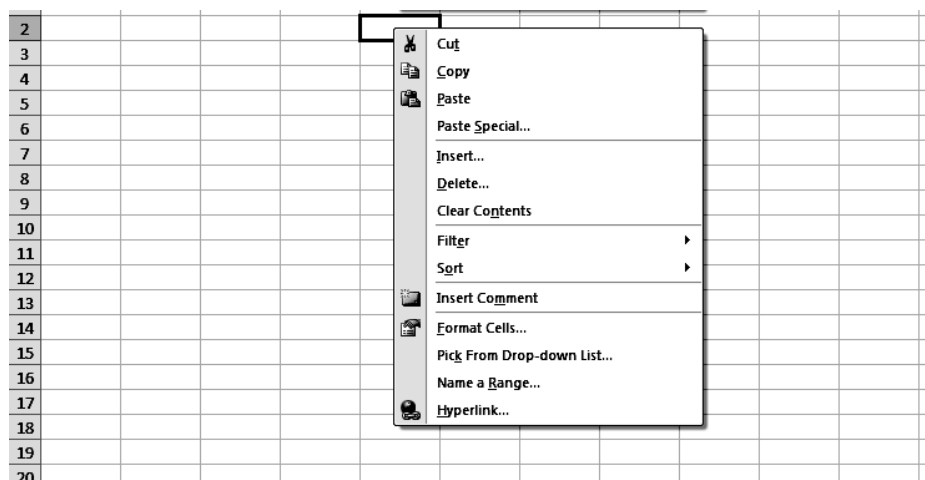 2
3
4
5
6
7
8
9
10
11
12
13
14
15
16
17
18
19
20
Cut
Copy
Paste
Paste Special...
Insert...
Delete...
Clear Contents
Filter
Sort
Insert Comment
Format Cells...
Pick From Drop-down List...
Name a Range...
Hyperlink...